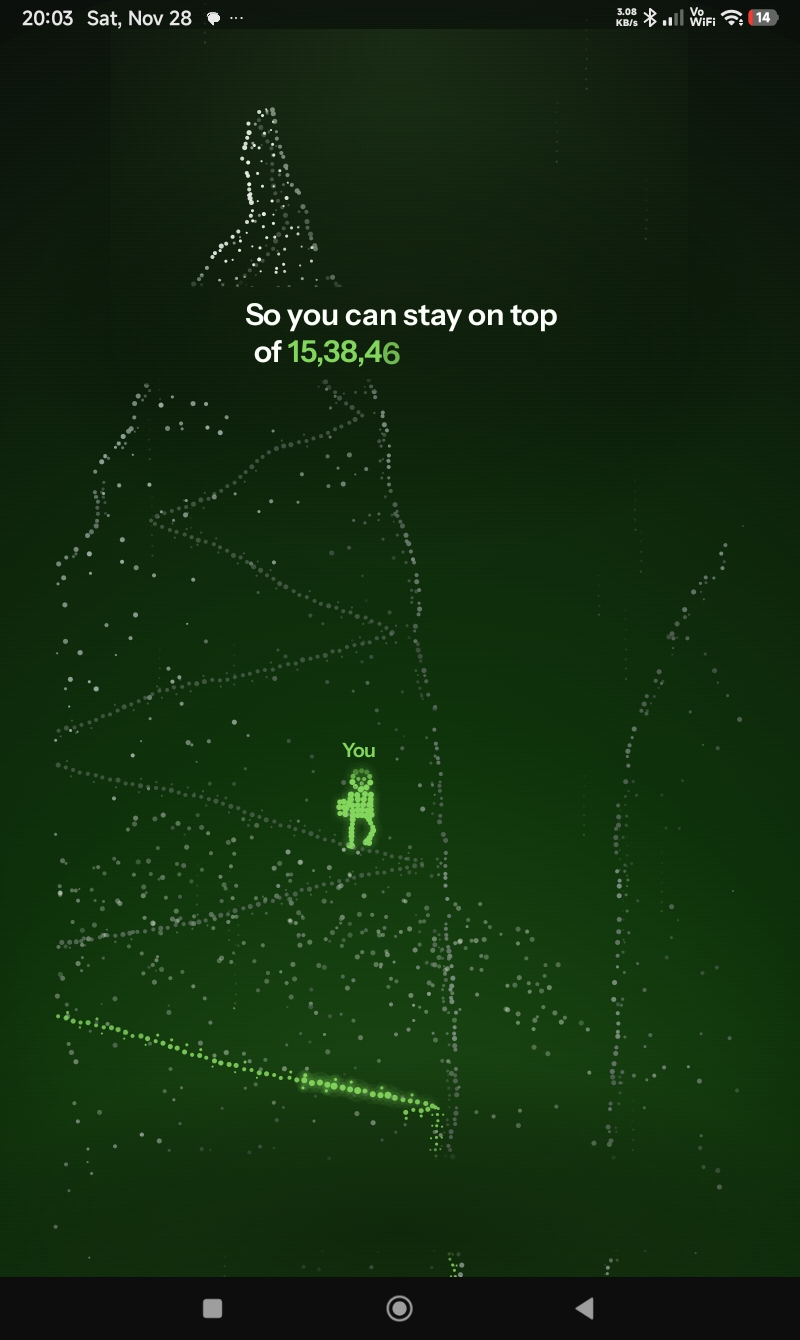 20:03 Sat, Nov 28 ...
3.08 KB/s Vo WiFi 14
So you can stay on top
of 15,38,46
You